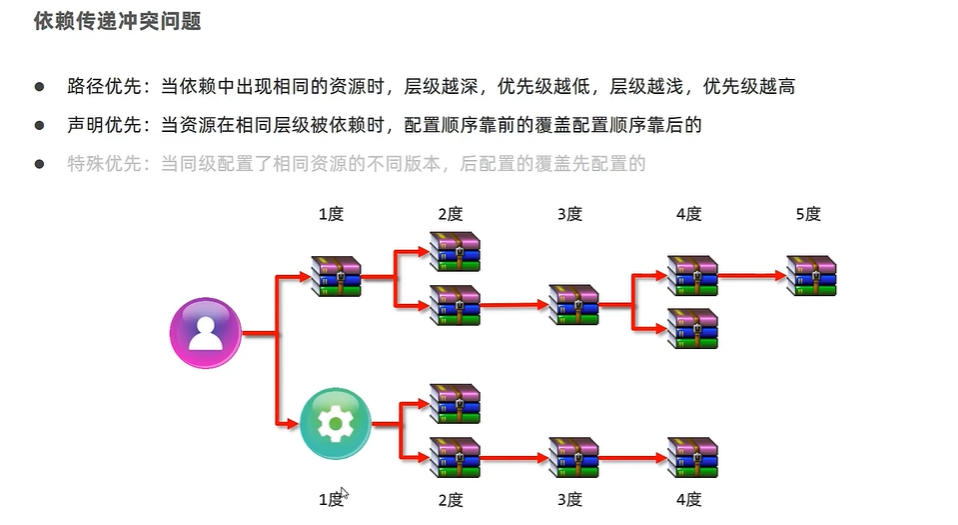 依赖传递冲突问题
● 路径优先：当依赖中出现相同的资源时，层级越深，优先级越低，层级越浅，优先级越高
● 声明优先：当资源在相同层级被依赖时，配置顺序靠前的覆盖配置顺序靠后的
● 特殊优先：当同级配置了相同资源的不同版本，后配置的覆盖先配置的
1度 2度 3度 4度 5度
1度 2度 3度 4度